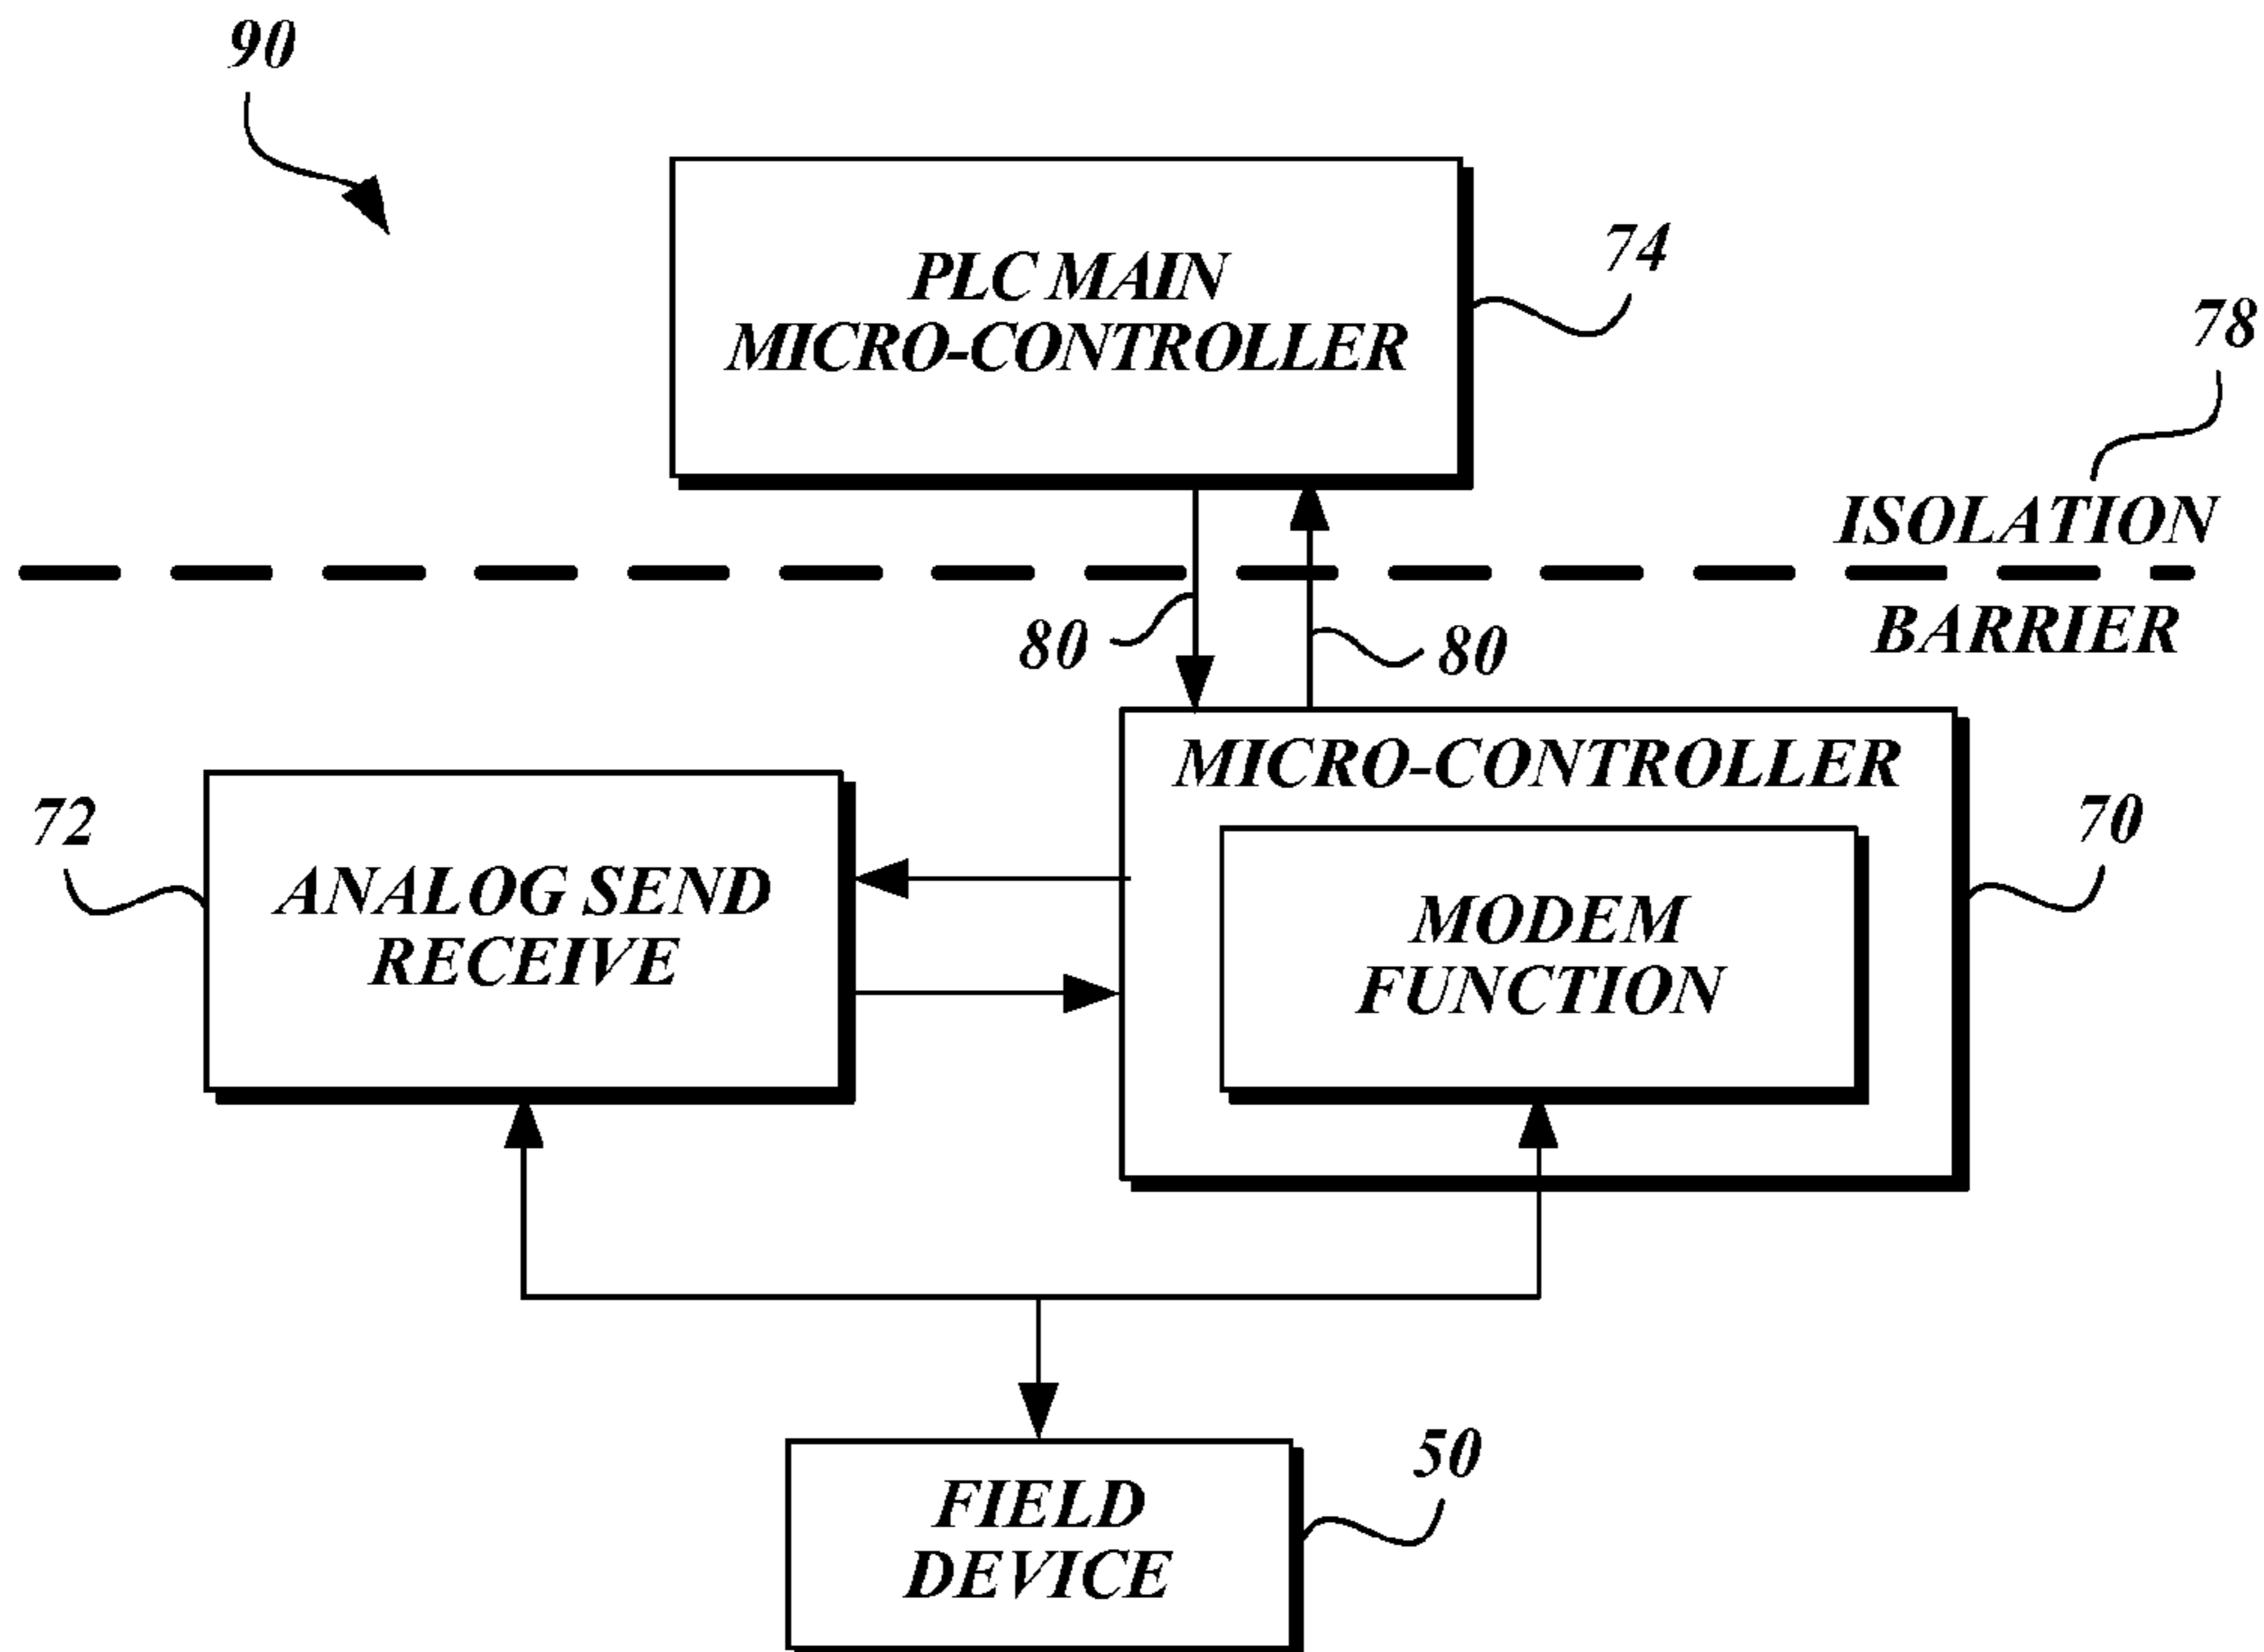 90
PLC MAIN
MICRO-CONTROLLER
74
78
ISOLATION
BARRIER
80
80
MICRO-CONTROLLER
72
ANALOG SEND
RECEIVE
MODEM
FUNCTION
70
FIELD
DEVICE
50